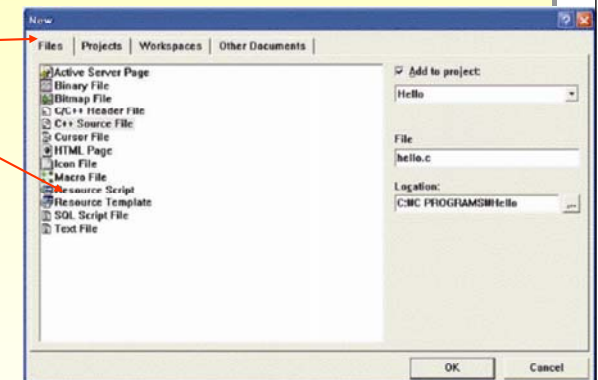 New
Files Projects Workspaces Other Documents
Active Server Page
Binary File
Bitmap File
C/C++ Header File
C++ Source File
Cursor File
HTML Page
Icon File
Macro File
Resource Script
Resource Template
SQL Script File
Text File
Add to project:
Hello
File
hello.c
Location:
C:₩C PROGRAMS₩Hello
...
OK Cancel